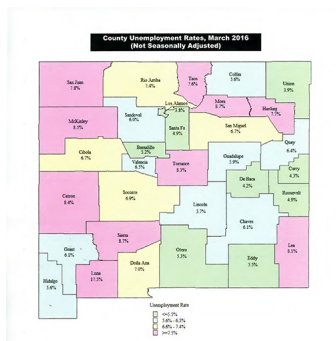 County Unemployment Rates, March 2016
(Not Seasonally Adjusted)
San Juan
7.8%
Rio Arriba
7.4%
Taos
7.6%
Colfax
5.6%
Union
3.9%
Los Alamos
3.8%
Mora
8.7%
Harding
7.7%
McKinley
8.5%
Sandoval
6.0%
Santa Fe
4.9%
San Miguel
6.7%
Cibola
6.7%
Bernalillo
5.2%
Valencia
6.5%
Torrance
8.3%
Guadalupe
Quay
6.4%
Curry
4.3%
De Baca
4.2%
Roosevelt
4.9%
Catron
8.4%
Socorro
6.9%
Lincoln
Chaves
6.1%
Sierra
8.7%
Grant
6.1%
Otero
5.3%
Eddy
5.5%
Lea
8.1%
Hidalgo
5.6%
Luna
17.5%
Doña Ana
7.0%
Unemployment Rate
<=5.5%
5.6% - 6.5%
6.6% - 7.4%
>=7.5%